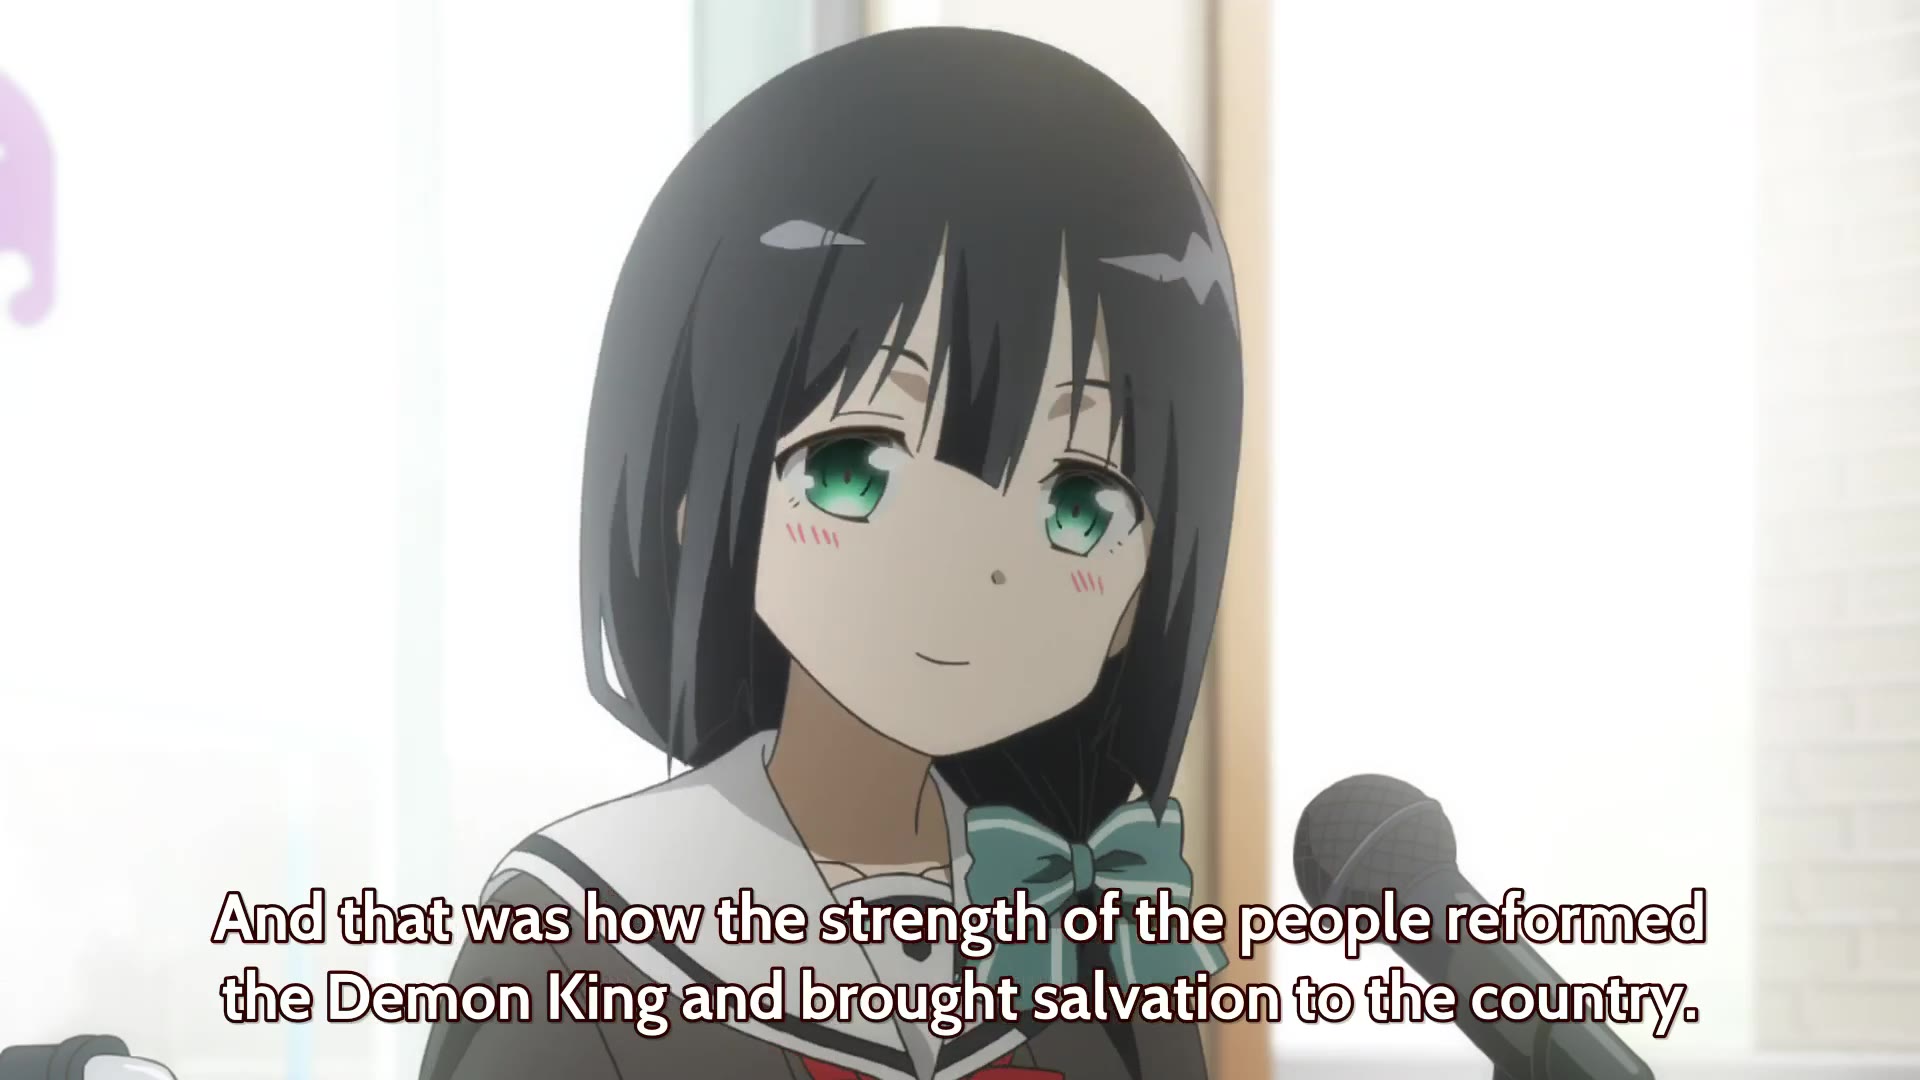 And that was how the strength of the people reformed
the Demon King and brought salvation to the country.